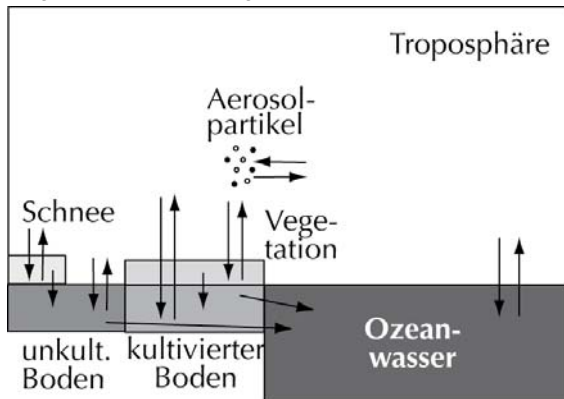 Troposphäre
Aerosol-
partikel
Schnee
Vege-
tation
unkult.
Boden
kultivierter
Boden
Ozean-
wasser